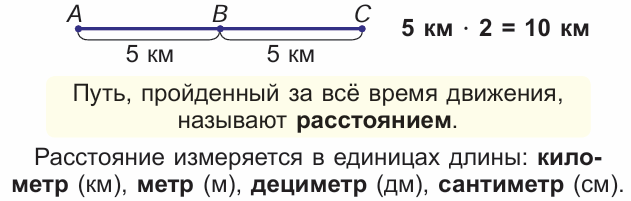 A B C
5 км 5 км
5 км · 2 = 10 км
Путь, пройденный за всё время движения,
называют расстоянием.
Расстояние измеряется в единицах длины: кило-
метр (км), метр (м), дециметр (дм), сантиметр (см).